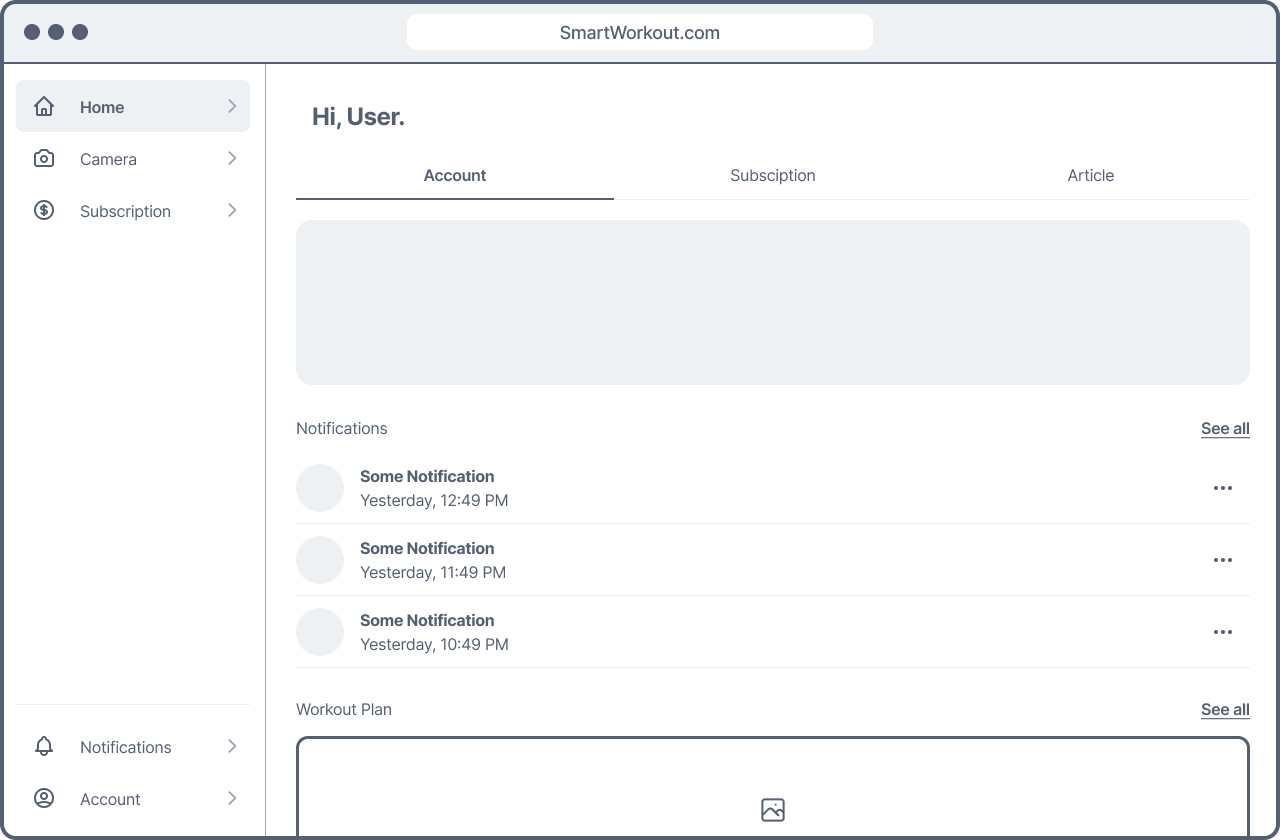 SmartWorkout.com
Home
Camera
Subscription
Notifications
Account
Hi, User.
Account
Subsciption
Article
Notifications
See all
Some Notification
Yesterday, 12:49 PM
Some Notification
Yesterday, 11:49 PM
Some Notification
Yesterday, 10:49 PM
Workout Plan
See all